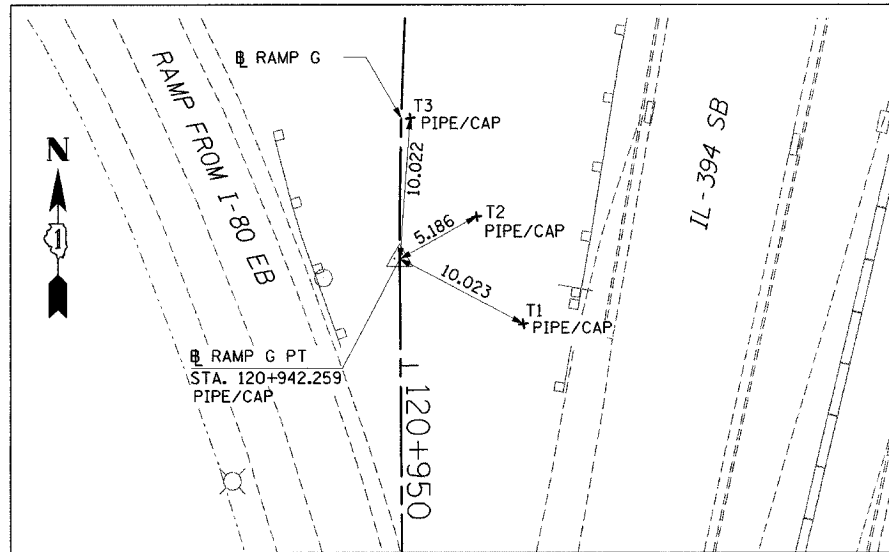 ℄ RAMP G
T3
PIPE/CAP
RAMP FROM I-80 EB
N
1
10.022
T2
PIPE/CAP
5.186
10.023
T1
PIPE/CAP
IL-394 SB
℄ RAMP G PT
STA. 120+942.259
PIPE/CAP
120+950